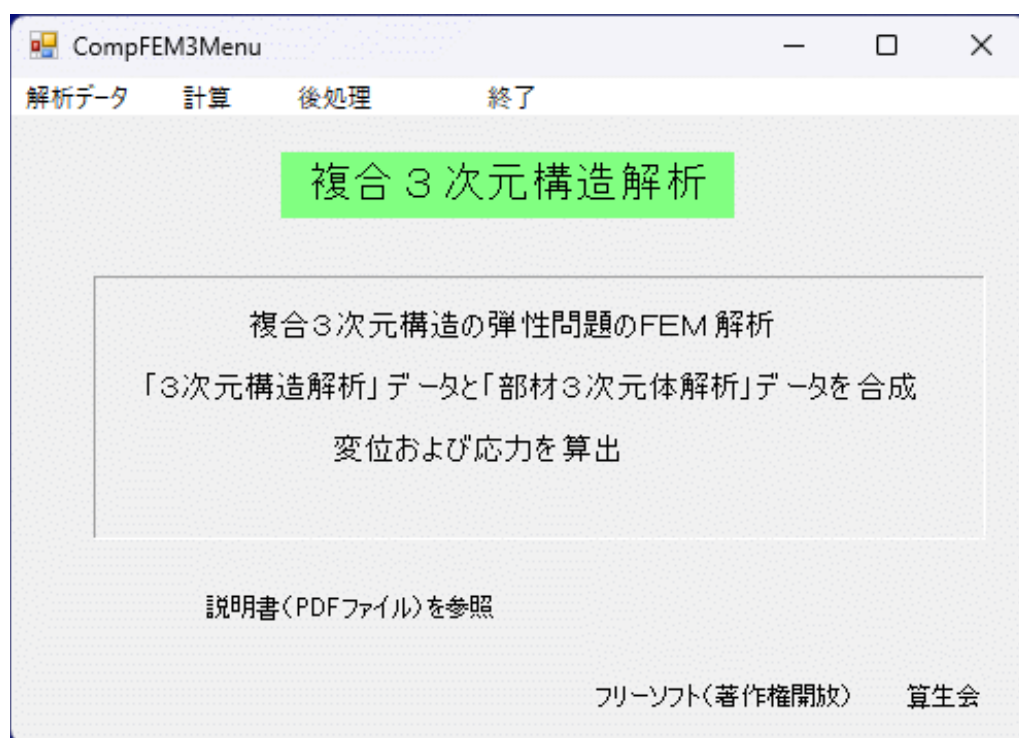 CompFEM3Menu
解析データ 計算 後処理 終了
複合３次元構造解析
複合３次元構造の弾性問題のFEM解析
「３次元構造解析」データと「部材３次元体解析」データを合成
変位および応力を算出
説明書(PDFファイル)を参照
フリーソフト(著作権開放) 算生会